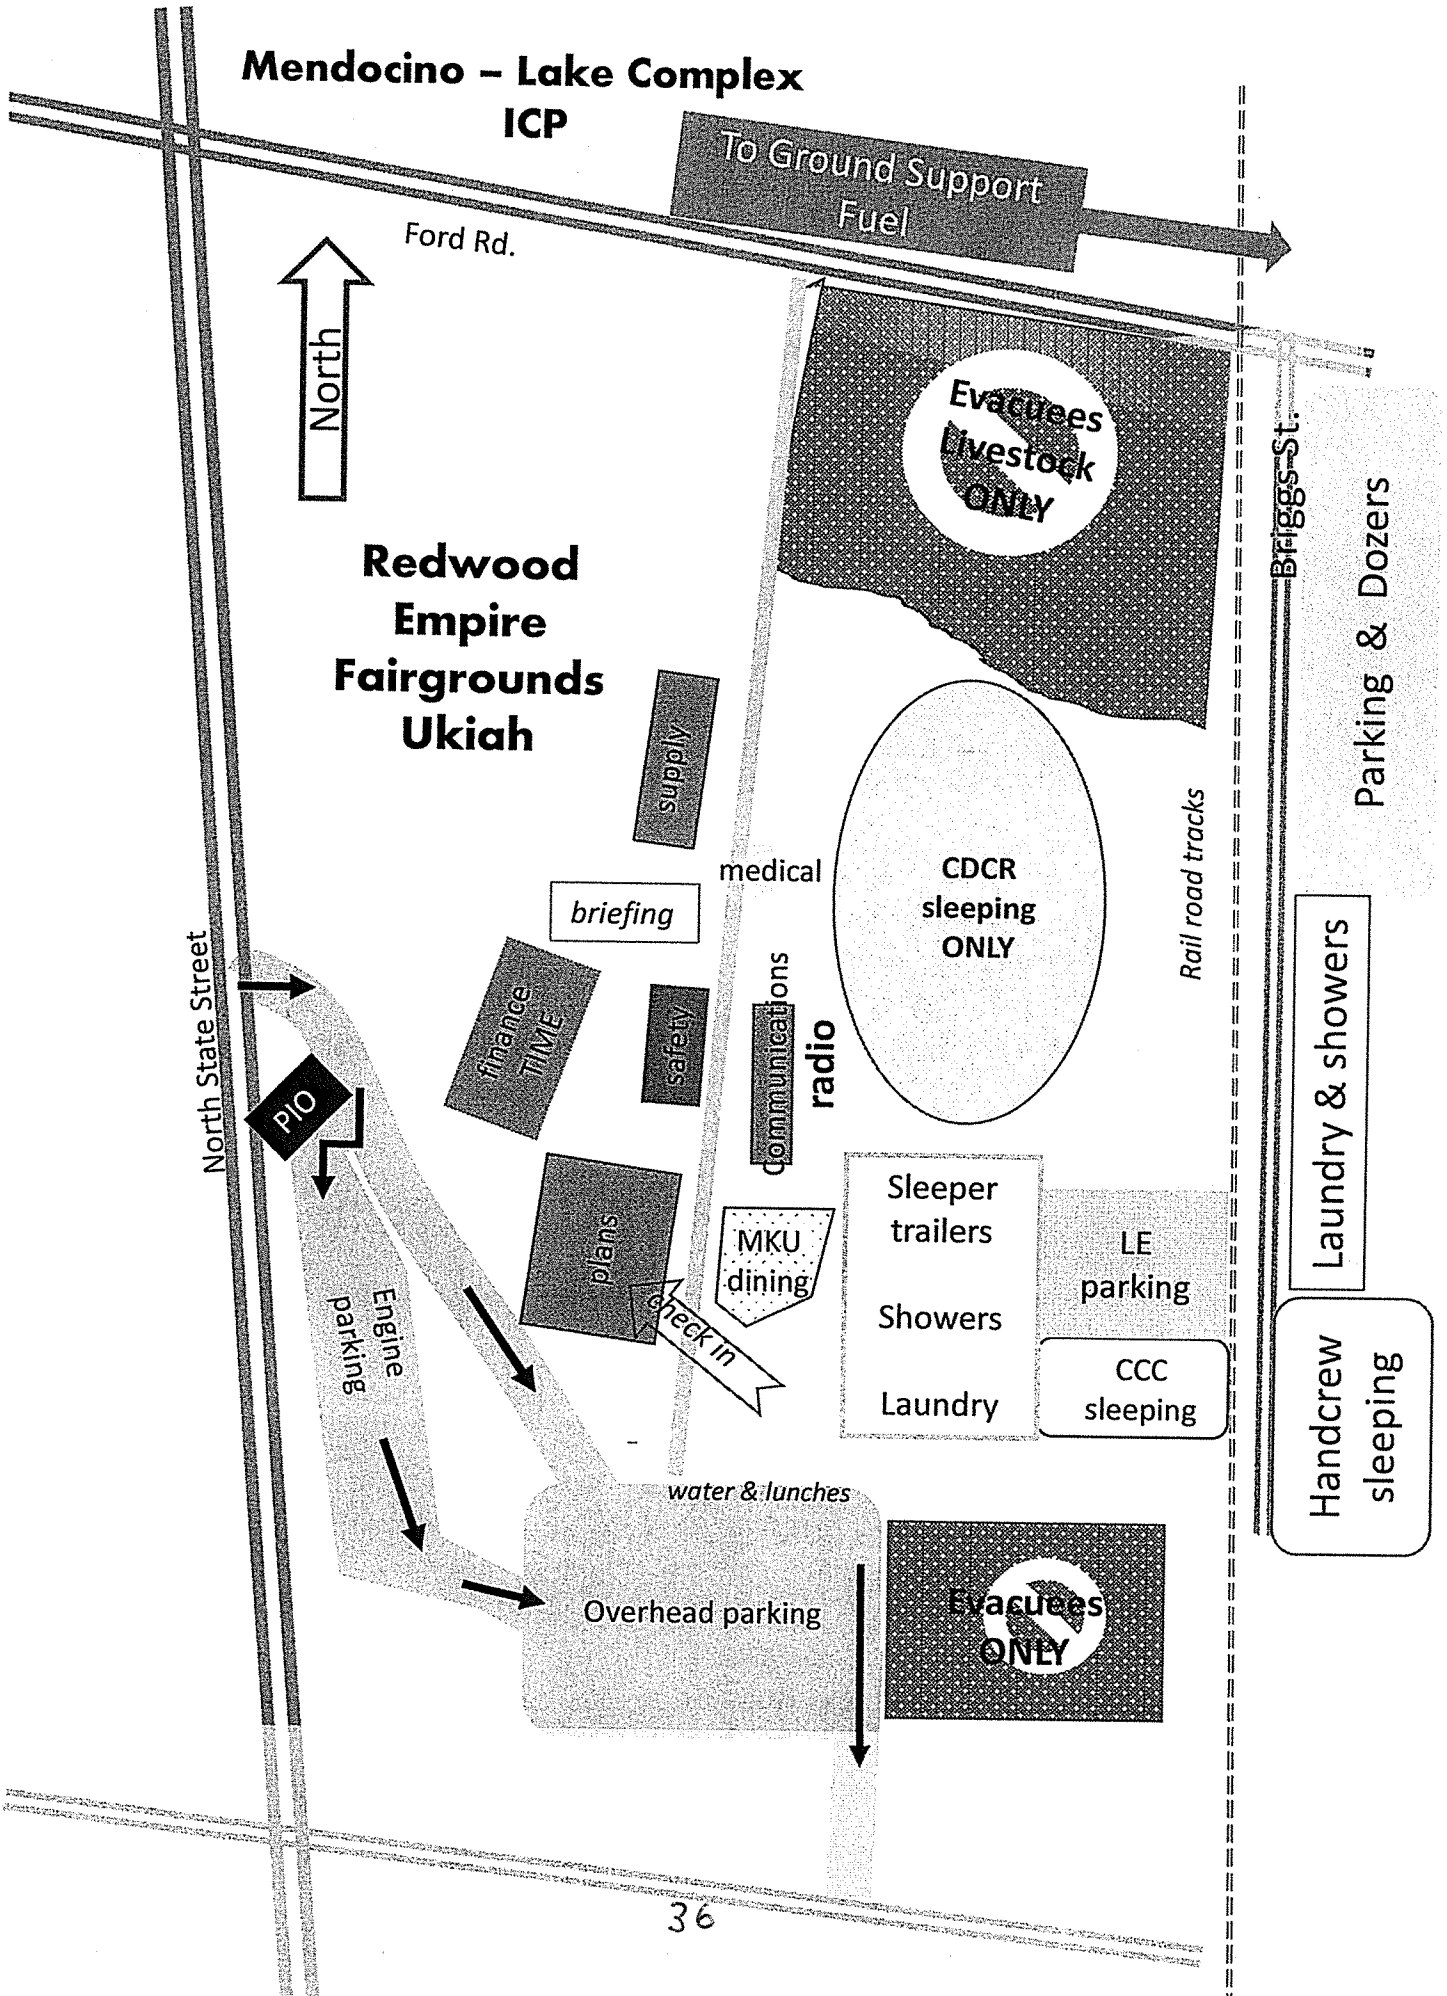 Mendocino – Lake Complex
ICP
To Ground Support
Fuel
Ford Rd.
North
Evacuees
Livestock
ONLY
Briggs St.
Parking & Dozers
Redwood
Empire
Fairgrounds
Ukiah
supply
medical
briefing
CDCR
sleeping
ONLY
Rail road tracks
North State Street
finance
TIME
safety
Communications
radio
Laundry & showers
PIO
plans
check in
MKU
dining
Sleeper
trailers
Showers
Laundry
LE
parking
CCC
sleeping
Handcrew
sleeping
Engine
parking
water & lunches
Overhead parking
Evacuees
ONLY
36